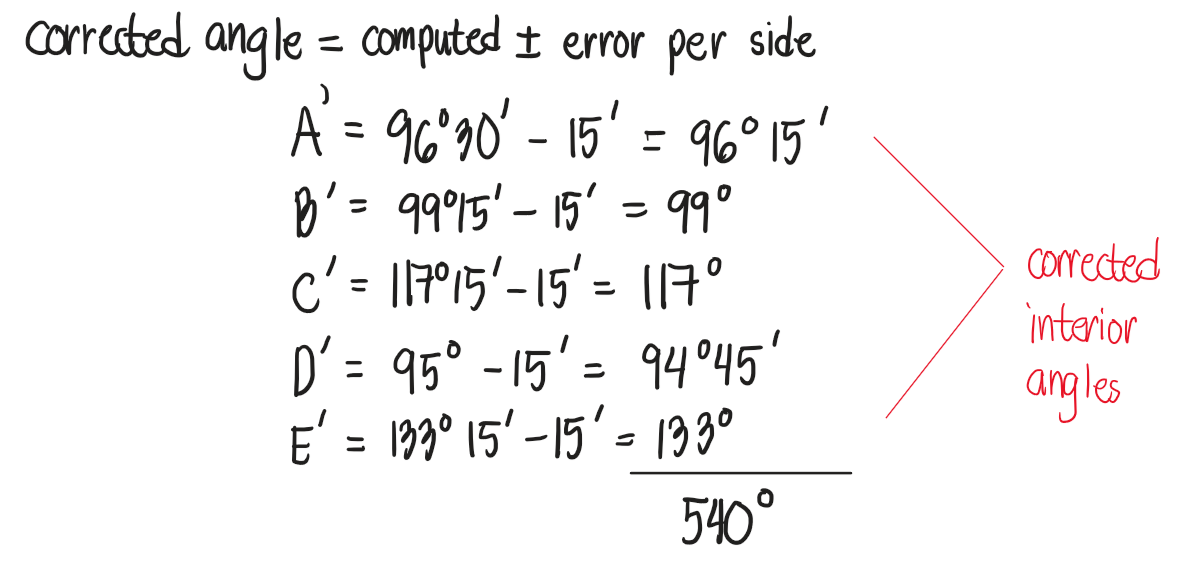 corrected angle = computed ± error per side
A' = 96°30' - 15' = 96°15'
B' = 99°15' - 15' = 99°
C' = 117°15' - 15' = 117°
D' = 95° - 15' = 94°45'
E' = 133°15' - 15' = 133°
540°
corrected
interior
angles